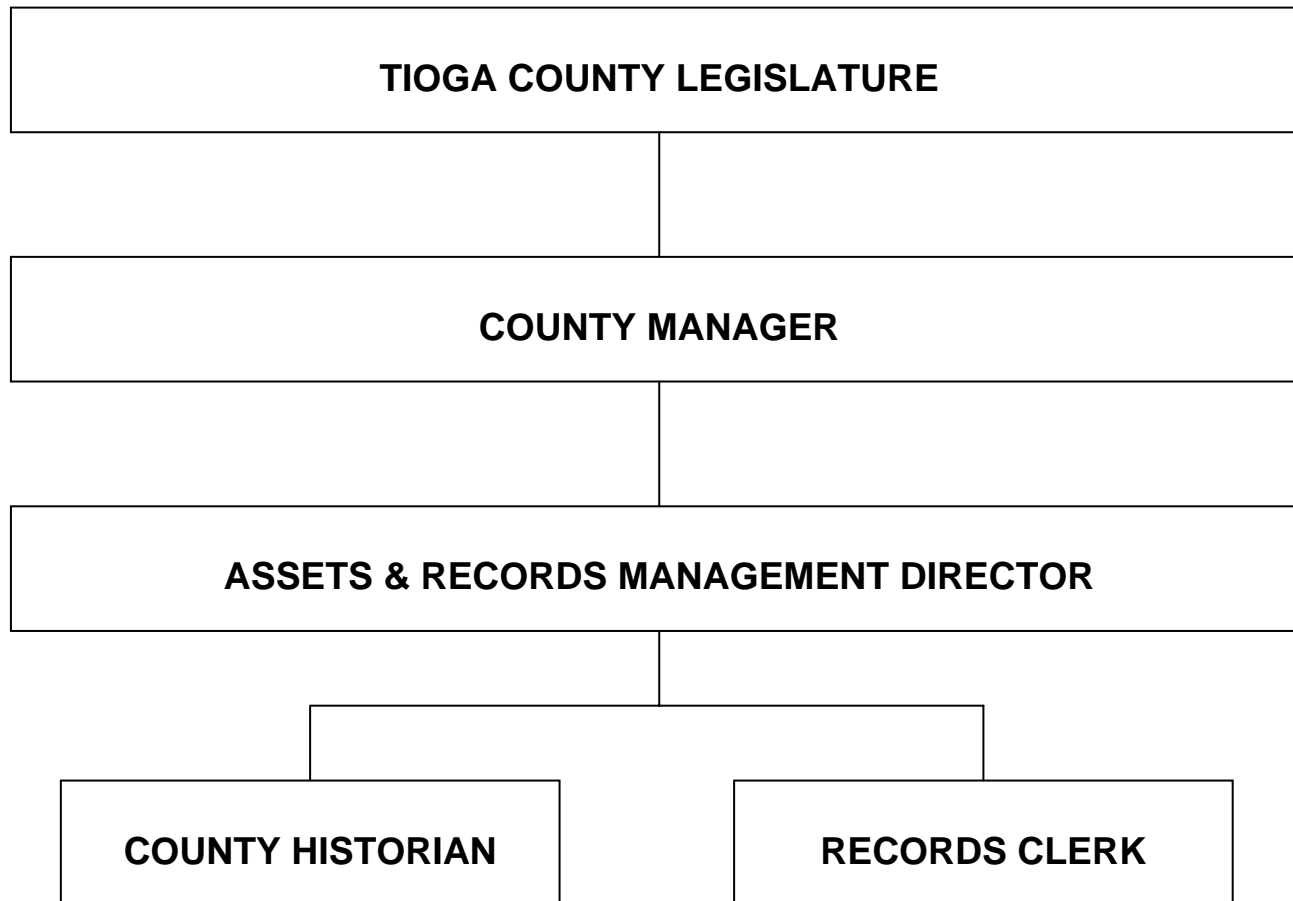 TIOGA COUNTY LEGISLATURE
COUNTY MANAGER
ASSETS & RECORDS MANAGEMENT DIRECTOR
COUNTY HISTORIAN
RECORDS CLERK